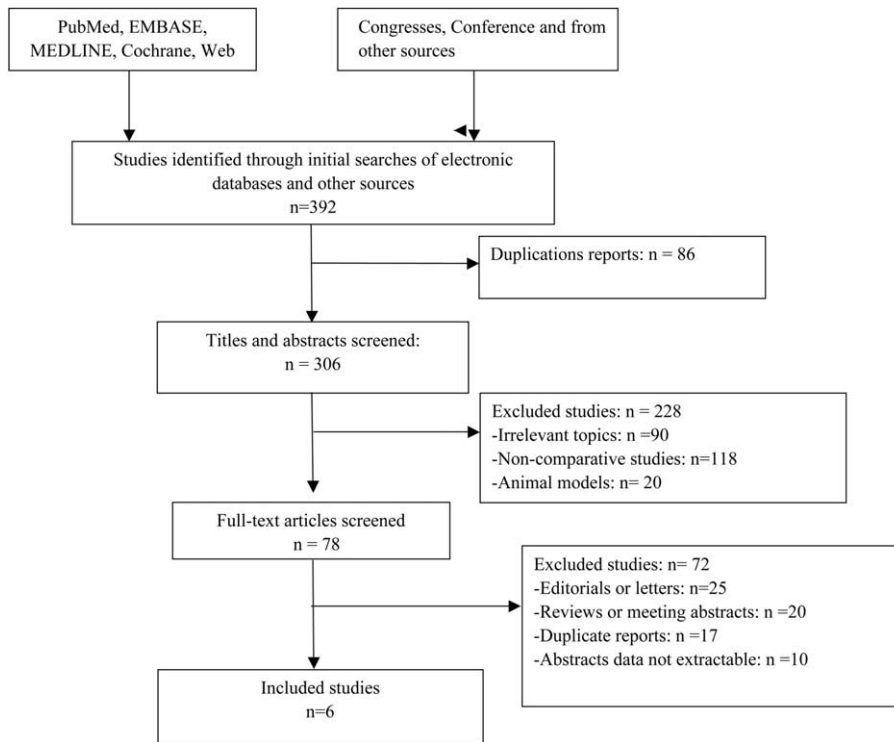 PubMed, EMBASE,
MEDLINE, Cochrane, Web
Congresses, Conference and from
other sources
Studies identified through initial searches of electronic
databases and other sources
n=392
Duplications reports: n = 86
Titles and abstracts screened:
n = 306
Excluded studies: n = 228
-Irrelevant topics: n =90
-Non-comparative studies: n=118
-Animal models: n= 20
Full-text articles screened
n = 78
Excluded studies: n= 72
-Editorials or letters: n=25
-Reviews or meeting abstracts: n =20
-Duplicate reports: n =17
-Abstracts data not extractable: n =10
Included studies
n=6